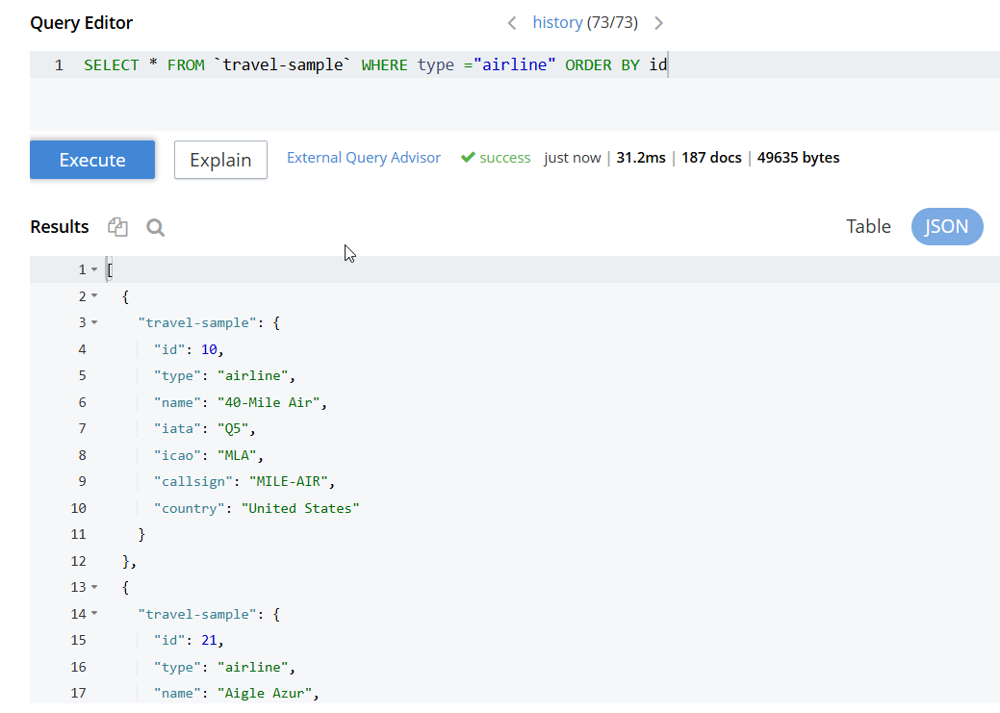 Query Editor
history (73/73)
1 SELECT * FROM `travel-sample` WHERE type ="airline" ORDER BY id
Execute Explain External Query Advisor success just now | 31.2ms | 187 docs | 49635 bytes
Results Table JSON
1 [
2 {
3 "travel-sample": {
4 "id": 10,
5 "type": "airline",
6 "name": "40-Mile Air",
7 "iata": "Q5",
8 "icao": "MLA",
9 "callsign": "MILE-AIR",
10 "country": "United States"
11 }
12 },
13 {
14 "travel-sample": {
15 "id": 21,
16 "type": "airline",
17 "name": "Aigle Azur",